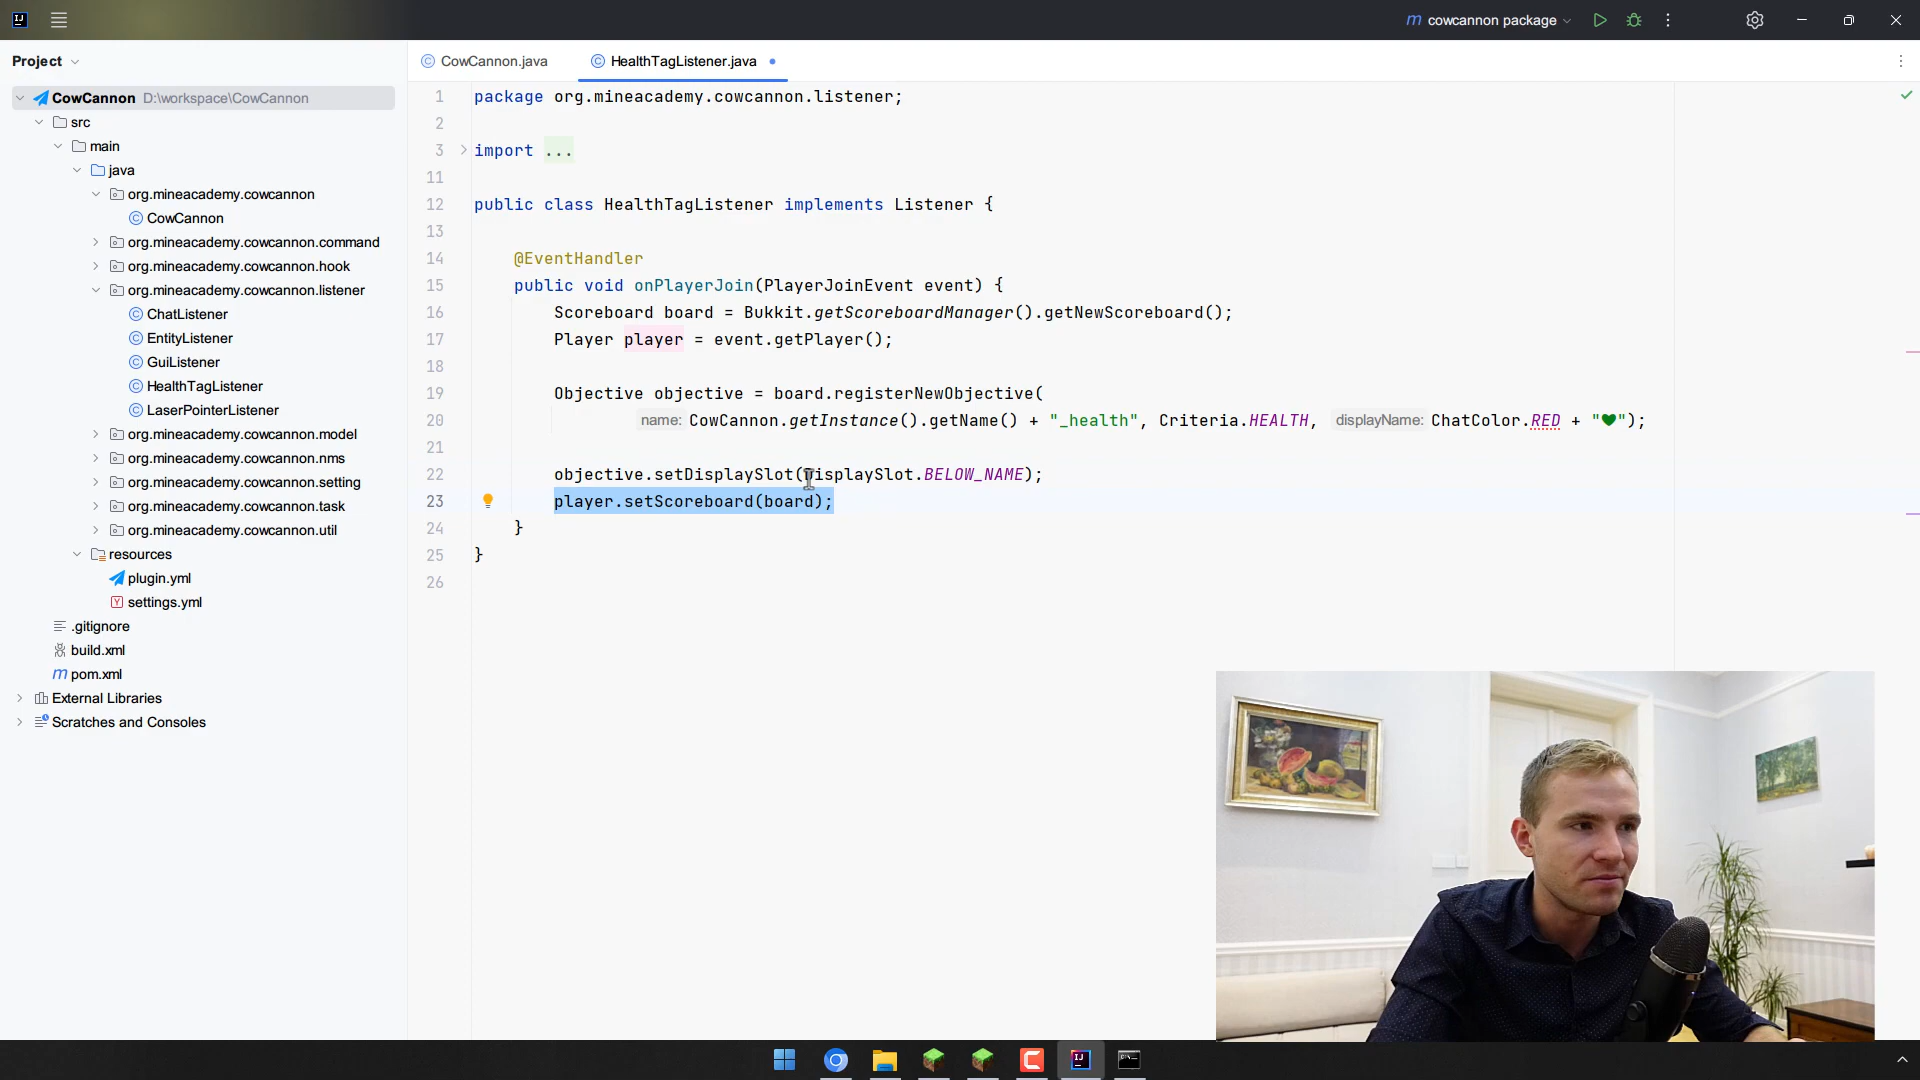 cowcannon package
Project
CowCannon.java
HealthTagListener.java
CowCannon D:\workspace\CowCannon
src
main
java
org.mineacademy.cowcannon
CowCannon
org.mineacademy.cowcannon.command
org.mineacademy.cowcannon.hook
org.mineacademy.cowcannon.listener
ChatListener
EntityListener
GuiListener
HealthTagListener
LaserPointerListener
org.mineacademy.cowcannon.model
org.mineacademy.cowcannon.nms
org.mineacademy.cowcannon.setting
org.mineacademy.cowcannon.task
org.mineacademy.cowcannon.util
resources
plugin.yml
settings.yml
.gitignore
build.xml
pom.xml
External Libraries
Scratches and Consoles
1 package org.mineacademy.cowcannon.listener;
2
3 import ...
11
12 public class HealthTagListener implements Listener {
13
14 @EventHandler
15 public void onPlayerJoin(PlayerJoinEvent event) {
16 Scoreboard board = Bukkit.getScoreboardManager().getNewScoreboard();
17 Player player = event.getPlayer();
18
19 Objective objective = board.registerNewObjective(
20 name: CowCannon.getInstance().getName() + "_health", Criteria.HEALTH, displayName: ChatColor.RED + "♥");
21
22 objective.setDisplaySlot(DisplaySlot.BELOW_NAME);
23 player.setScoreboard(board);
24 }
25 }
26